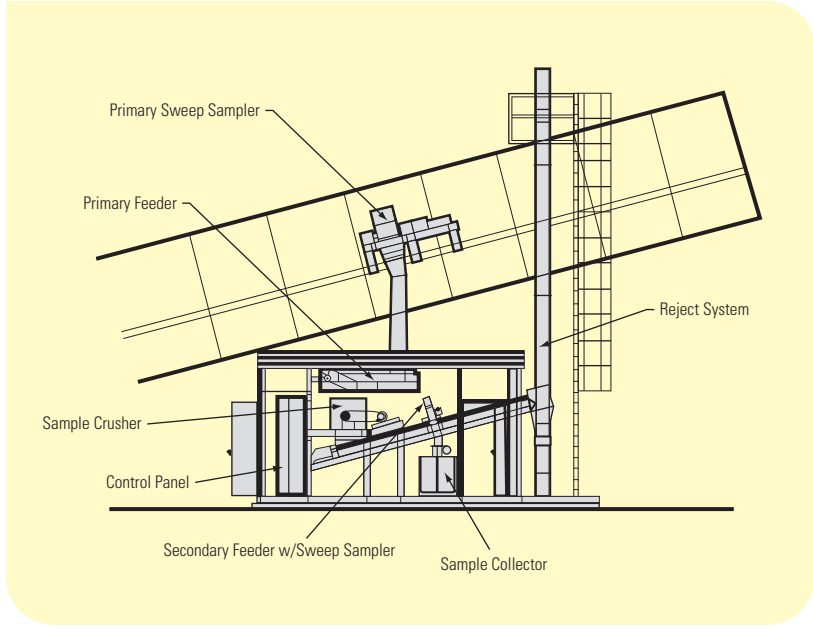 Primary Sweep Sampler
Primary Feeder
Reject System
Sample Crusher
Control Panel
Secondary Feeder w/Sweep Sampler
Sample Collector